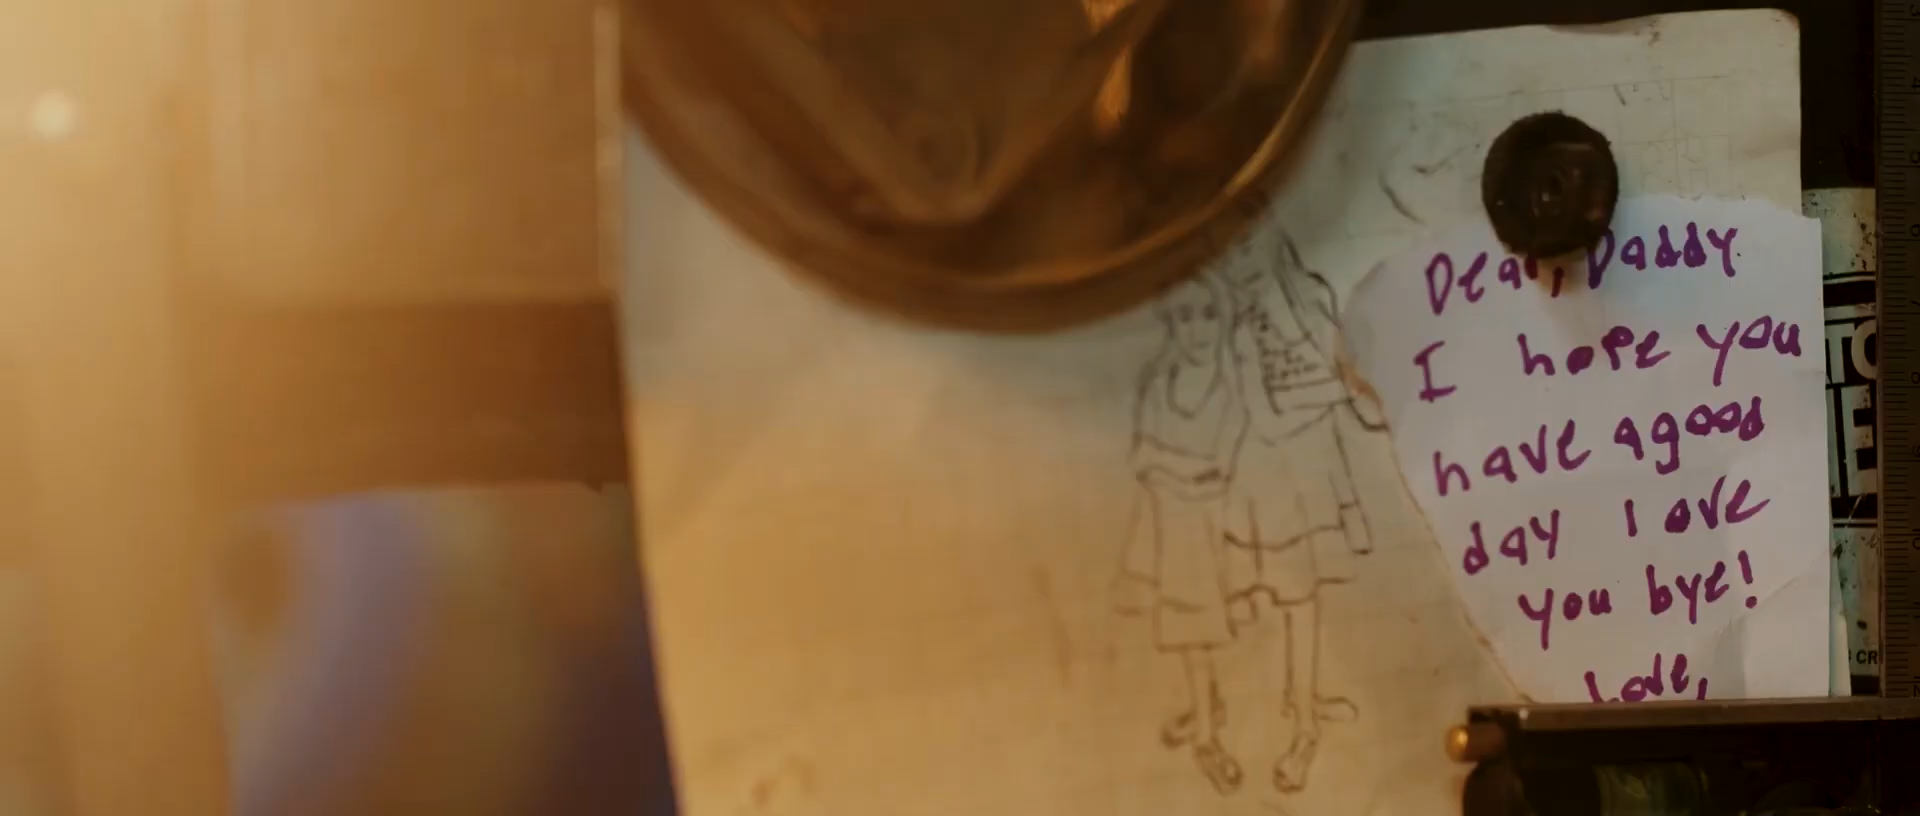 Dear, Daddy
I hope you
have a good
day I love
you bye!
Love,